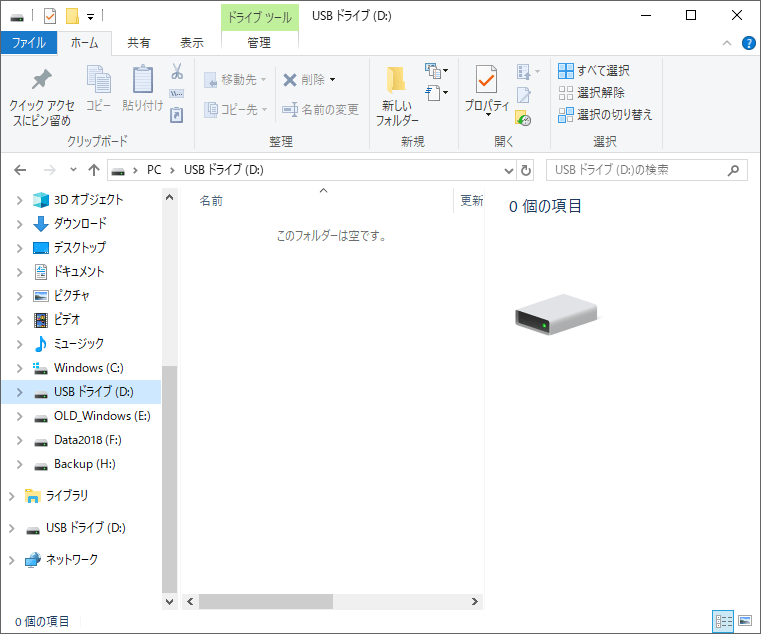 ドライブ ツール
USB ドライブ (D:)
ファイル
ホーム
共有
表示
管理
クイック アクセスにピン留め
コピー
貼り付け
移動先
コピー先
削除
名前の変更
新しいフォルダー
プロパティ
すべて選択
選択解除
選択の切り替え
クリップボード
整理
新規
開く
選択
PC
USB ドライブ (D:)
USB ドライブ (D:)の検索
3D オブジェクト
ダウンロード
デスクトップ
ドキュメント
ピクチャ
ビデオ
ミュージック
Windows (C:)
USB ドライブ (D:)
OLD_Windows (E:)
Data2018 (F:)
Backup (H:)
ライブラリ
USB ドライブ (D:)
ネットワーク
名前
更新
このフォルダーは空です。
0 個の項目
0 個の項目